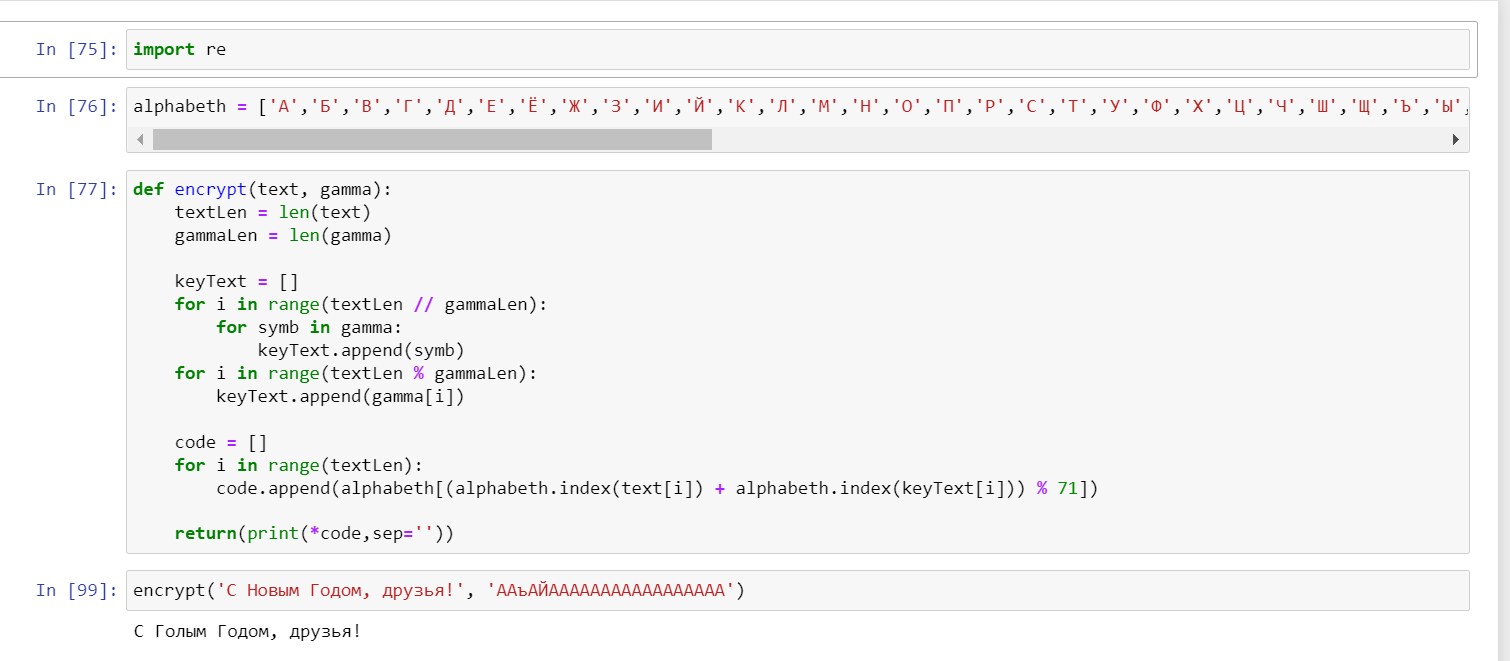 In [75]: import re
In [76]: alphabeth = ['А','Б','В','Г','Д','Е','Ё','Ж','З','И','Й','К','Л','М','Н','О','П','Р','С','Т','У','Ф','Х','Ц','Ч','Ш','Щ','Ъ','Ы',
In [77]: def encrypt(text, gamma):
    textLen = len(text)
    gammaLen = len(gamma)
    keyText = []
    for i in range(textLen // gammaLen):
        for symb in gamma:
            keyText.append(symb)
    for i in range(textLen % gammaLen):
        keyText.append(gamma[i])
    code = []
    for i in range(textLen):
        code.append(alphabeth[(alphabeth.index(text[i]) + alphabeth.index(keyText[i])) % 71])
    return(print(*code,sep=''))
In [99]: encrypt('С Новым Годом, друзья!', 'ААъАЙААААААААААААААААА')
С Голым Годом, друзья!